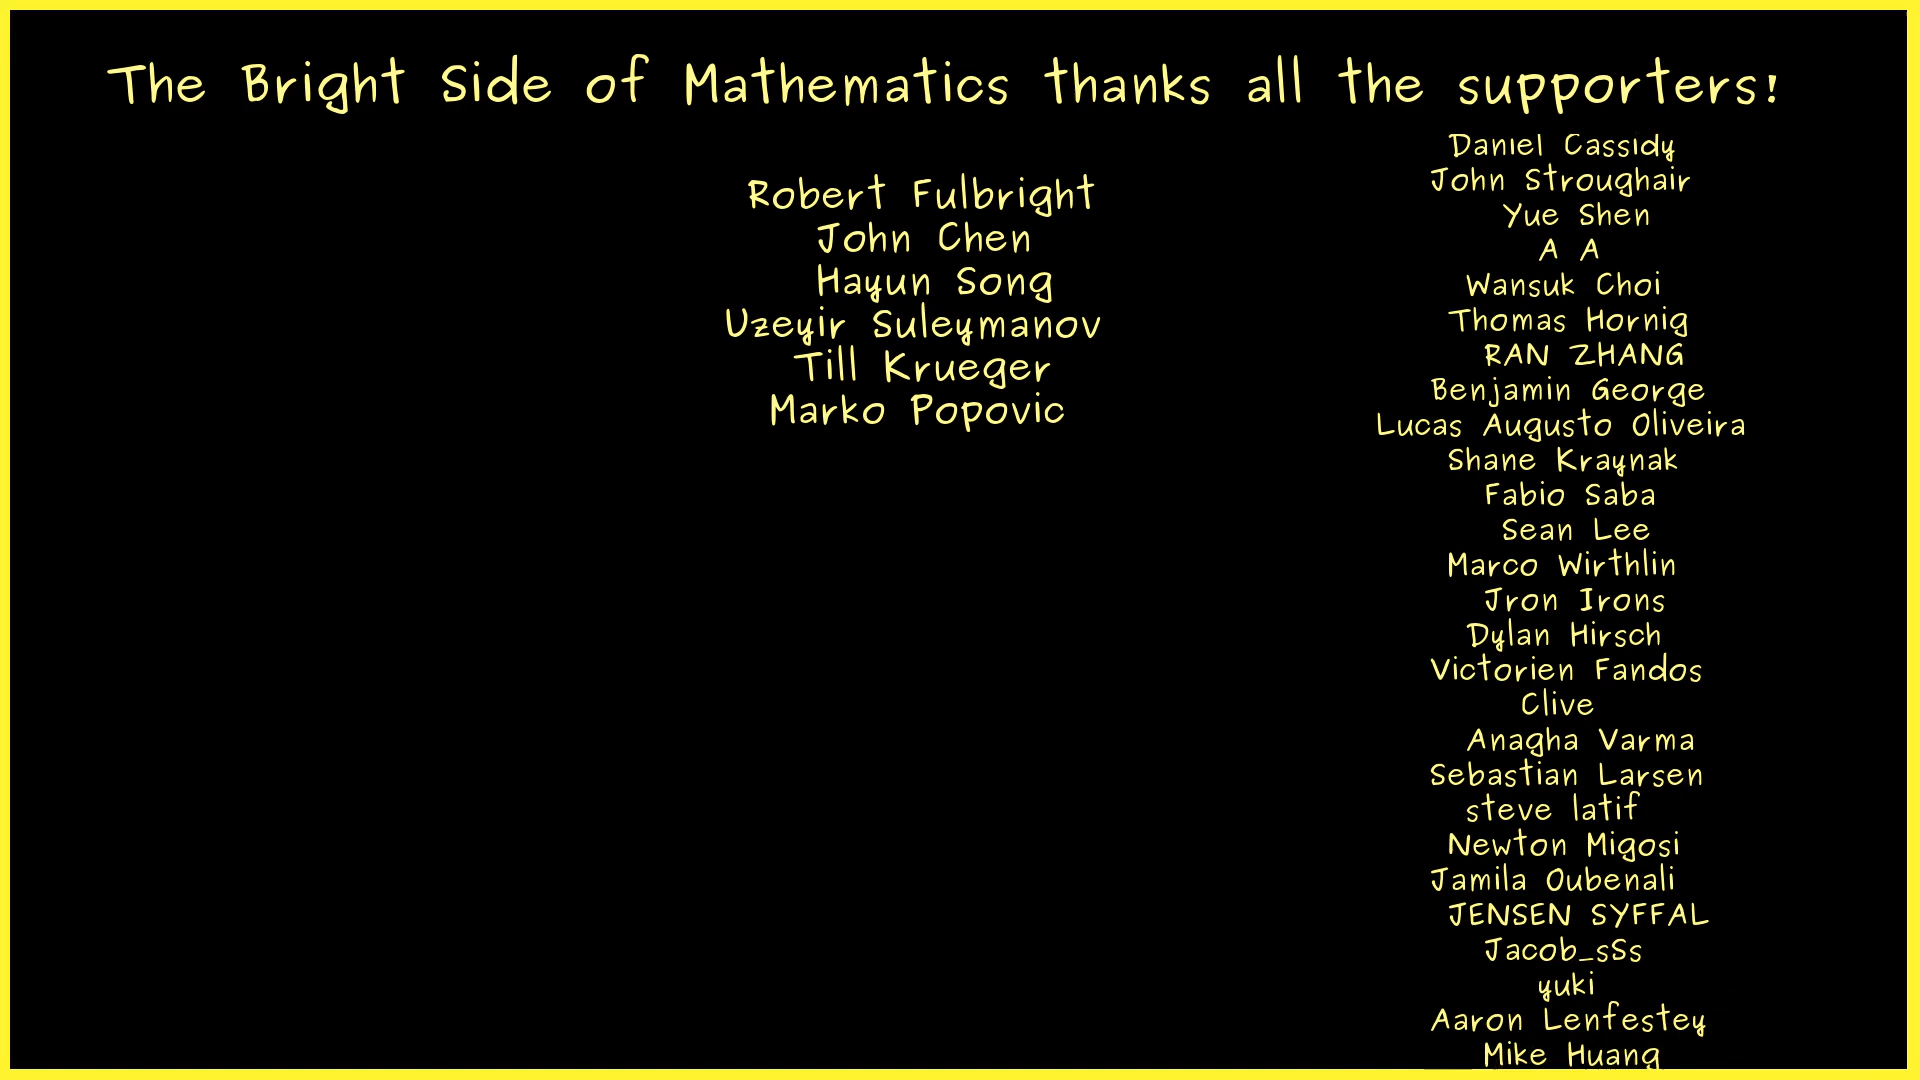 The Bright Side of Mathematics thanks all the supporters!
Robert Fulbright
John Chen
Hayun Song
Uzeyir Suleymanov
Till Krueger
Marko Popovic
Daniel Cassidy
John Stroughair
Yue Shen
A A
Wansuk Choi
Thomas Hornig
RAN ZHANG
Benjamin George
Lucas Augusto Oliveira
Shane Kraynak
Fabio Saba
Sean Lee
Marco Wirthlin
Jron Irons
Dylan Hirsch
Victorien Fandos
Clive
Anagha Varma
Sebastian Larsen
steve latif
Newton Migosi
Jamila Oubenali
JENSEN SYFFAL
Jacob_sSs
yuki
Aaron Lenfestey
Mike Huang